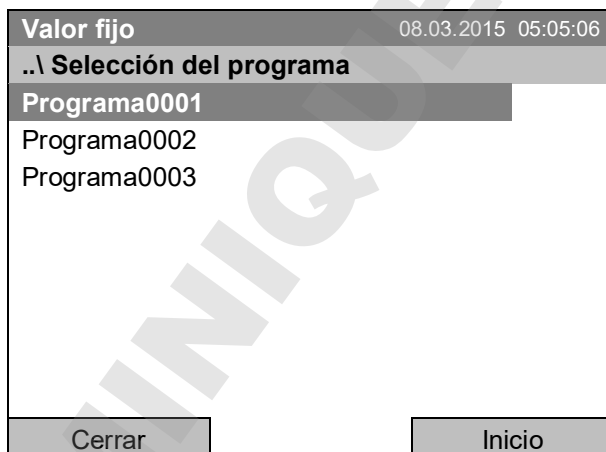 Valor fijo 08.03.2015 05:05:06
..\ Selección del programa
Programa0001
Programa0002
Programa0003
Cerrar Inicio